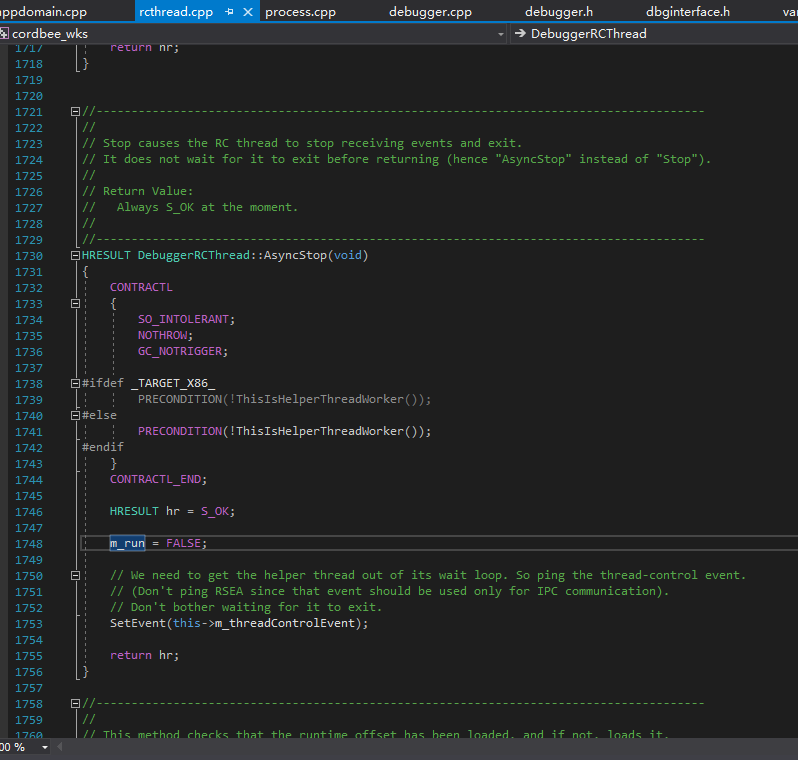 appdomain.cpp rcthread.cpp process.cpp debugger.cpp debugger.h dbginterface.h va
cordbee_wks DebuggerRCThread
1717 return hr;
1718 }
1719
1720
1721 //---------------------------------------------------------------------------------------
1722 //
1723 // Stop causes the RC thread to stop receiving events and exit.
1724 // It does not wait for it to exit before returning (hence "AsyncStop" instead of "Stop").
1725 //
1726 // Return Value:
1727 //   Always S_OK at the moment.
1728 //
1729 //---------------------------------------------------------------------------------------
1730 HRESULT DebuggerRCThread::AsyncStop(void)
1731 {
1732     CONTRACTL
1733     {
1734         SO_INTOLERANT;
1735         NOTHROW;
1736         GC_NOTRIGGER;
1737
1738 #ifdef _TARGET_X86_
1739         PRECONDITION(!ThisIsHelperThreadWorker());
1740 #else
1741         PRECONDITION(!ThisIsHelperThreadWorker());
1742 #endif
1743     }
1744     CONTRACTL_END;
1745
1746     HRESULT hr = S_OK;
1747
1748     m_run = FALSE;
1749
1750     // We need to get the helper thread out of its wait loop. So ping the thread-control event.
1751     // (Don't ping RSEA since that event should be used only for IPC communication).
1752     // Don't bother waiting for it to exit.
1753     SetEvent(this->m_threadControlEvent);
1754
1755     return hr;
1756 }
1757
1758 //---------------------------------------------------------------------------------------
1759 //
1760 // This method checks that the runtime offset has been loaded, and if not, loads it.
00 %